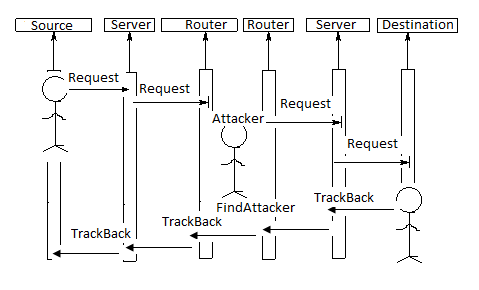 Source Server Router Router Server Destination
Request
Request
Request
Attacker
Request
TrackBack
FindAttacker
TrackBack
TrackBack